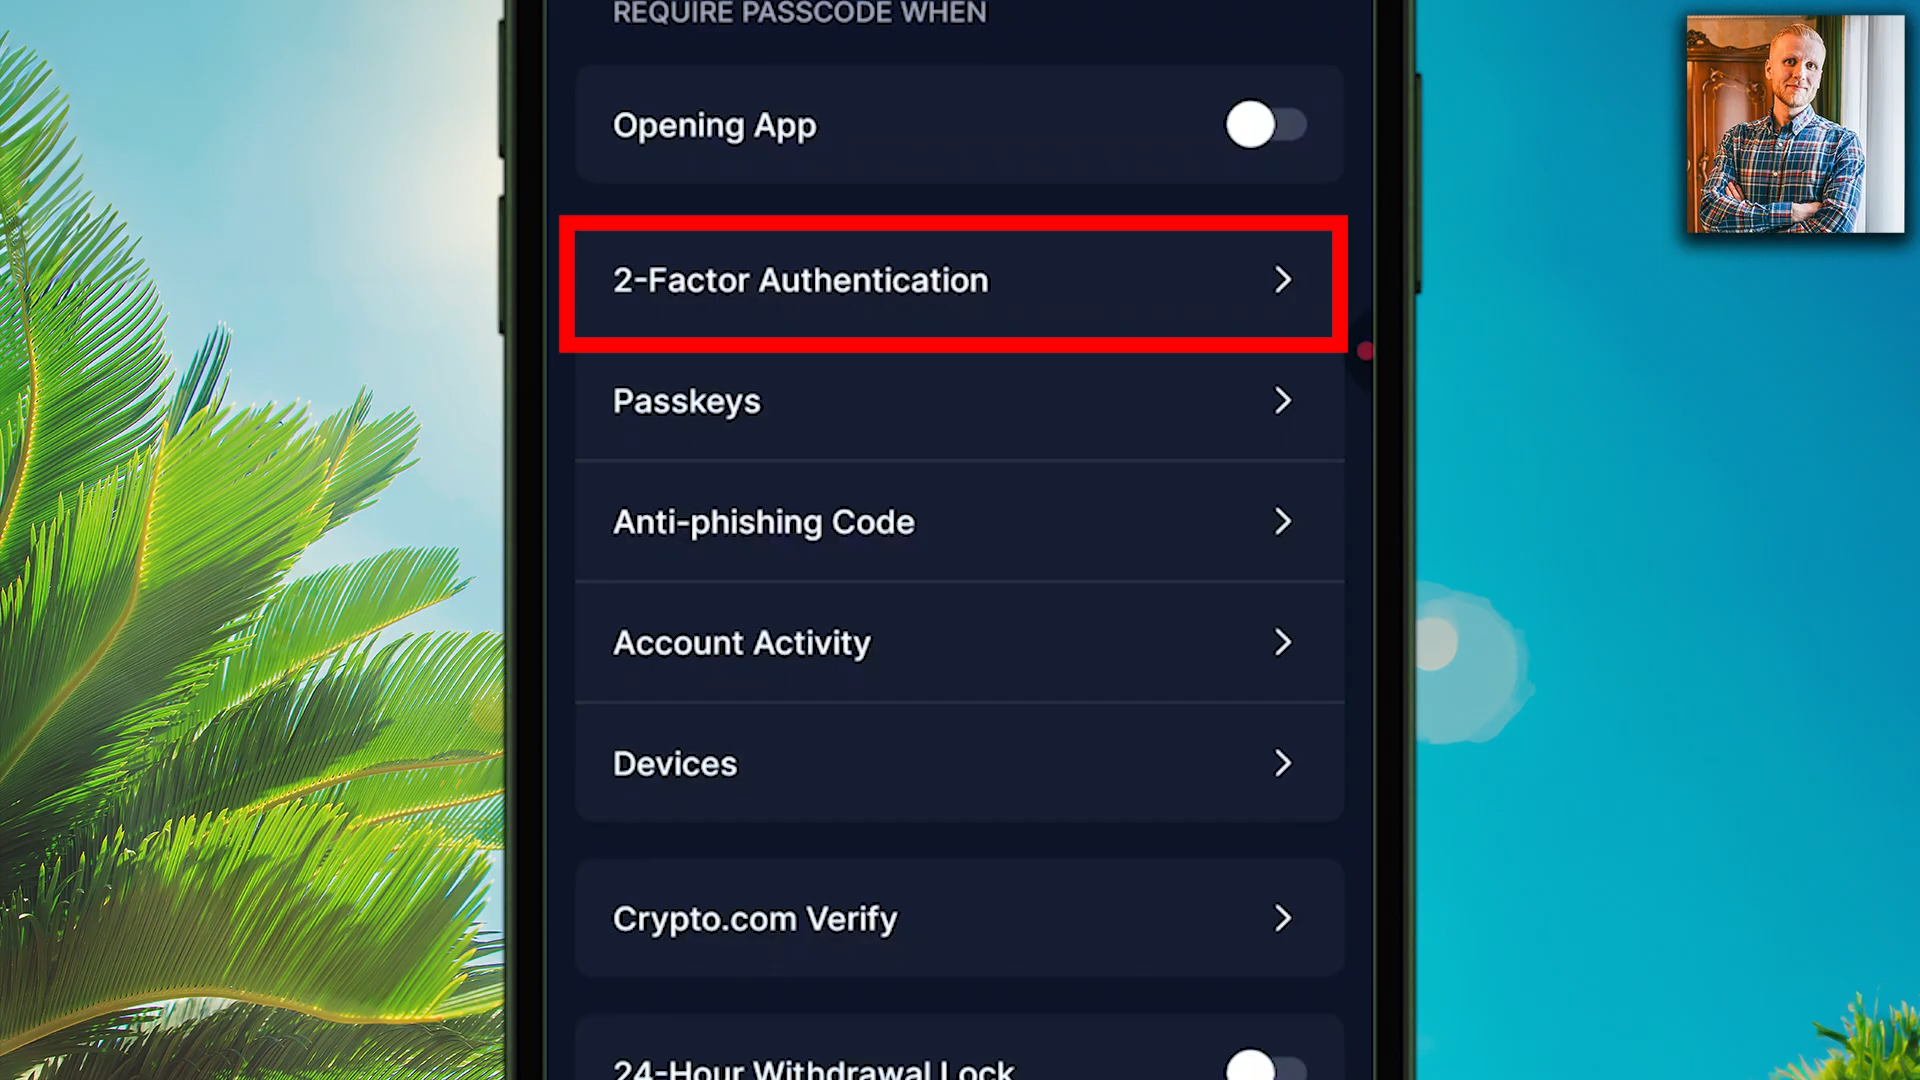 REQUIRE PASSCODE WHEN
Opening App
2-Factor Authentication
Passkeys
Anti-phishing Code
Account Activity
Devices
Crypto.com Verify
24-Hour Withdrawal Lock